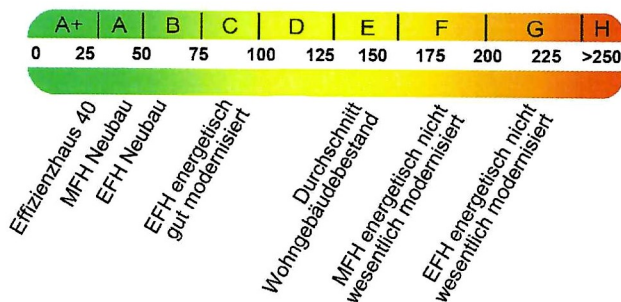 A+ A B C D E F G H
0 25 50 75 100 125 150 175 200 225 >250
Effizienzhaus 40
MFH Neubau
EFH Neubau
EFH energetisch
gut modernisiert
Durchschnitt
Wohngebäudebestand
MFH energetisch nicht
wesentlich modernisiert
EFH energetisch nicht
wesentlich modernisiert